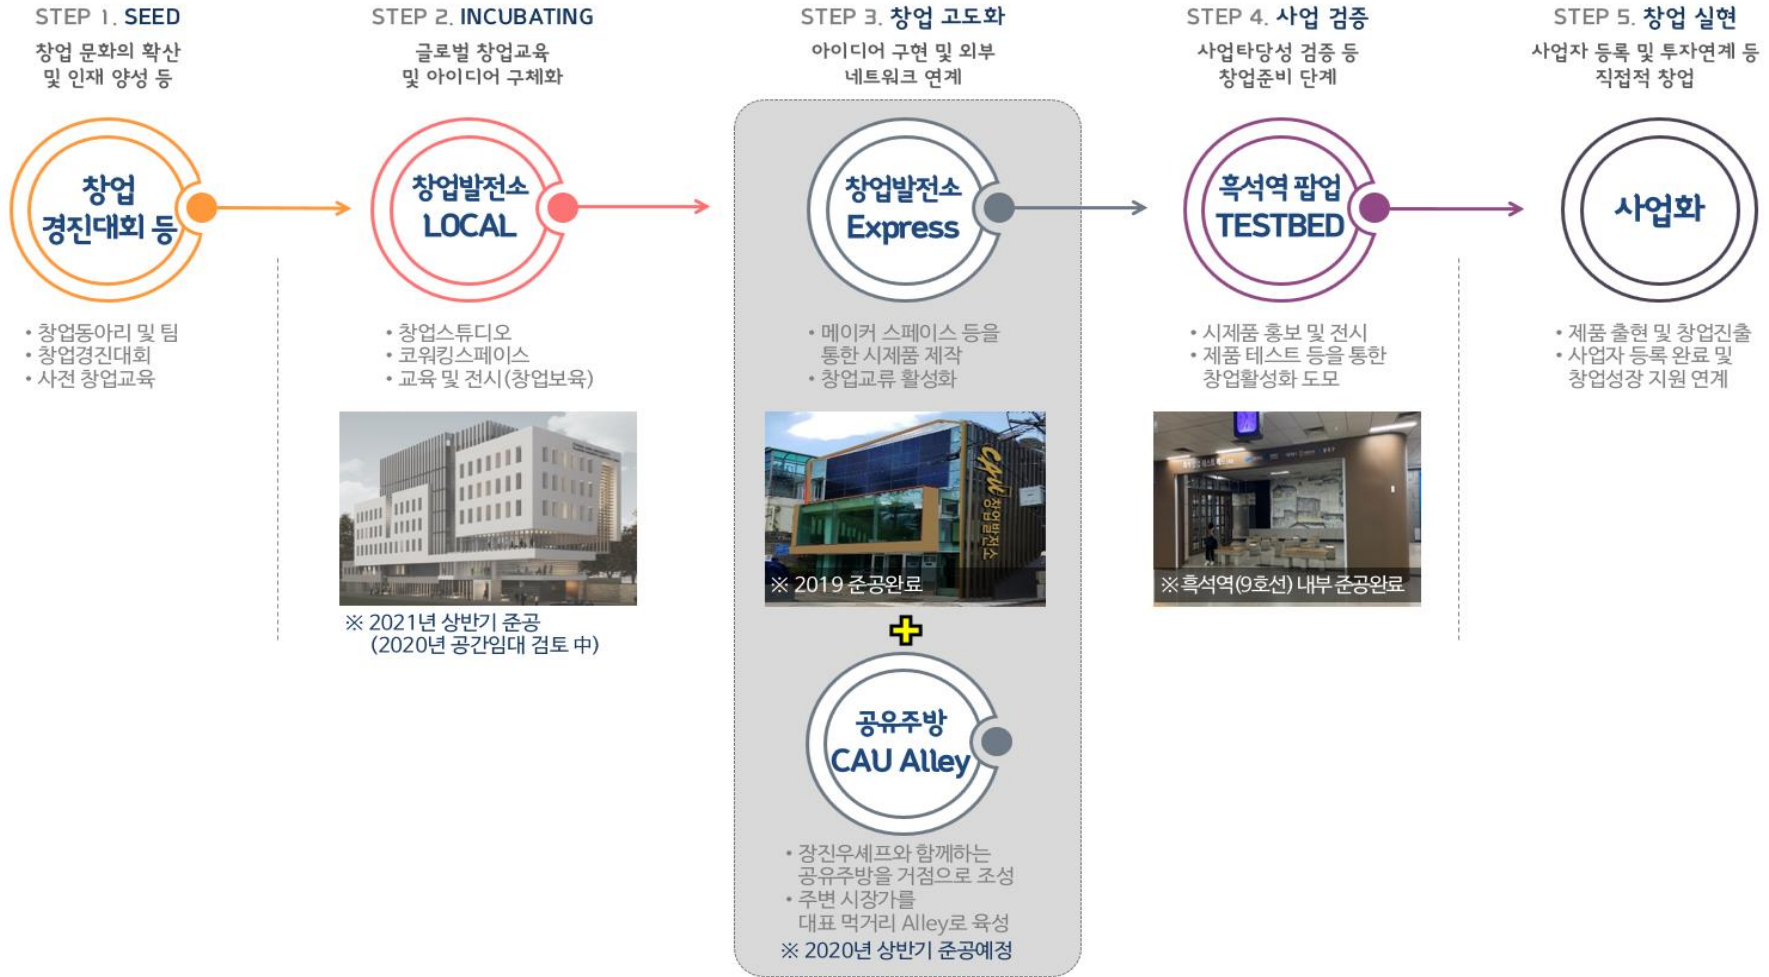 STEP 1. SEED
창업 문화의 확산
및 인재 양성 등
창업
경진대회 등
• 창업동아리 및 팀
• 창업경진대회
• 사전 창업교육
STEP 2. INCUBATING
글로벌 창업교육
및 아이디어 구체화
창업발전소
LOCAL
• 창업스튜디오
• 코워킹스페이스
• 교육 및 전시(창업보육)
※ 2021년 상반기 준공
(2020년 공간임대 검토 中)
STEP 3. 창업 고도화
아이디어 구현 및 외부
네트워크 연계
창업발전소
Express
• 메이커 스페이스 등을
통한 시제품 제작
• 창업교류 활성화
CAU
창업발전소
※ 2019 준공완료
공유주방
CAU Alley
• 장진우셰프와 함께하는
공유주방을 거점으로 조성
• 주변 시장가를
대표 먹거리 Alley로 육성
※ 2020년 상반기 준공예정
STEP 4. 사업 검증
사업타당성 검증 등
창업준비 단계
흑석역 팝업
TESTBED
• 시제품 홍보 및 전시
• 제품 테스트 등을 통한
창업활성화 도모
※ 흑석역(9호선) 내부 준공완료
STEP 5. 창업 실현
사업자 등록 및 투자연계 등
직접적 창업
사업화
• 제품 출현 및 창업진출
• 사업자 등록 완료 및
창업성장 지원 연계